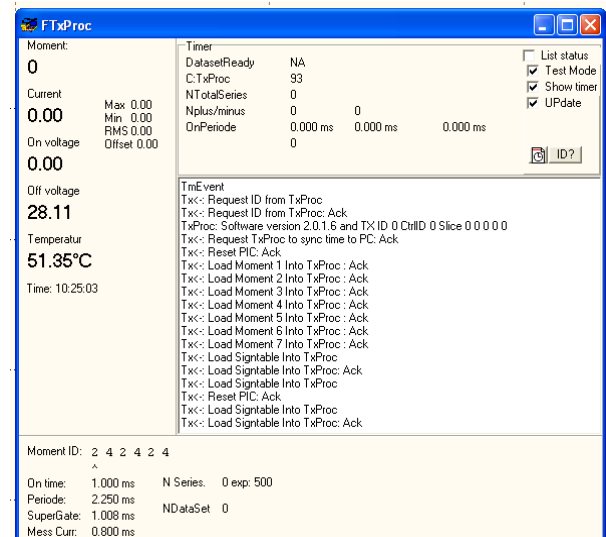 FTxProc
Moment:
0
Current
0.00
Max 0.00
Min 0.00
RMS 0.00
Offset 0.00
On voltage
0.00
Off voltage
28.11
Temperatur
51.35°C
Time: 10:25:03
Timer
DatasetReady NA
C:TxProc 93
NTotalSeries 0
Nplus/minus 0 0
OnPeriode 0.000 ms 0.000 ms 0.000 ms
0
List status
Test Mode
Show timer
UPdate
ID?
TmEvent
Tx<-: Request ID from TxProc
Tx<-: Request ID from TxProc: Ack
TxProc: Software version 2.0.1.6 and TX ID 0 CtrlID 0 Slice 0 0 0 0 0
Tx<-: Request TxProc to sync time to PC: Ack
Tx<-: Reset PIC: Ack
Tx<-: Load Moment 1 Into TxProc : Ack
Tx<-: Load Moment 2 Into TxProc : Ack
Tx<-: Load Moment 3 Into TxProc : Ack
Tx<-: Load Moment 4 Into TxProc : Ack
Tx<-: Load Moment 5 Into TxProc : Ack
Tx<-: Load Moment 6 Into TxProc : Ack
Tx<-: Load Moment 7 Into TxProc : Ack
Tx<-: Load Signtable Into TxProc
Tx<-: Load Signtable Into TxProc: Ack
Tx<-: Load Signtable Into TxProc
Tx<-: Reset PIC: Ack
Tx<-: Load Signtable Into TxProc
Tx<-: Load Signtable Into TxProc: Ack
Moment ID: 2 4 2 4 2 4
^
On time: 1.000 ms N Series. 0 exp: 500
Periode: 2.250 ms
SuperGate: 1.008 ms NDataSet 0
Mess Curr: 0.800 ms